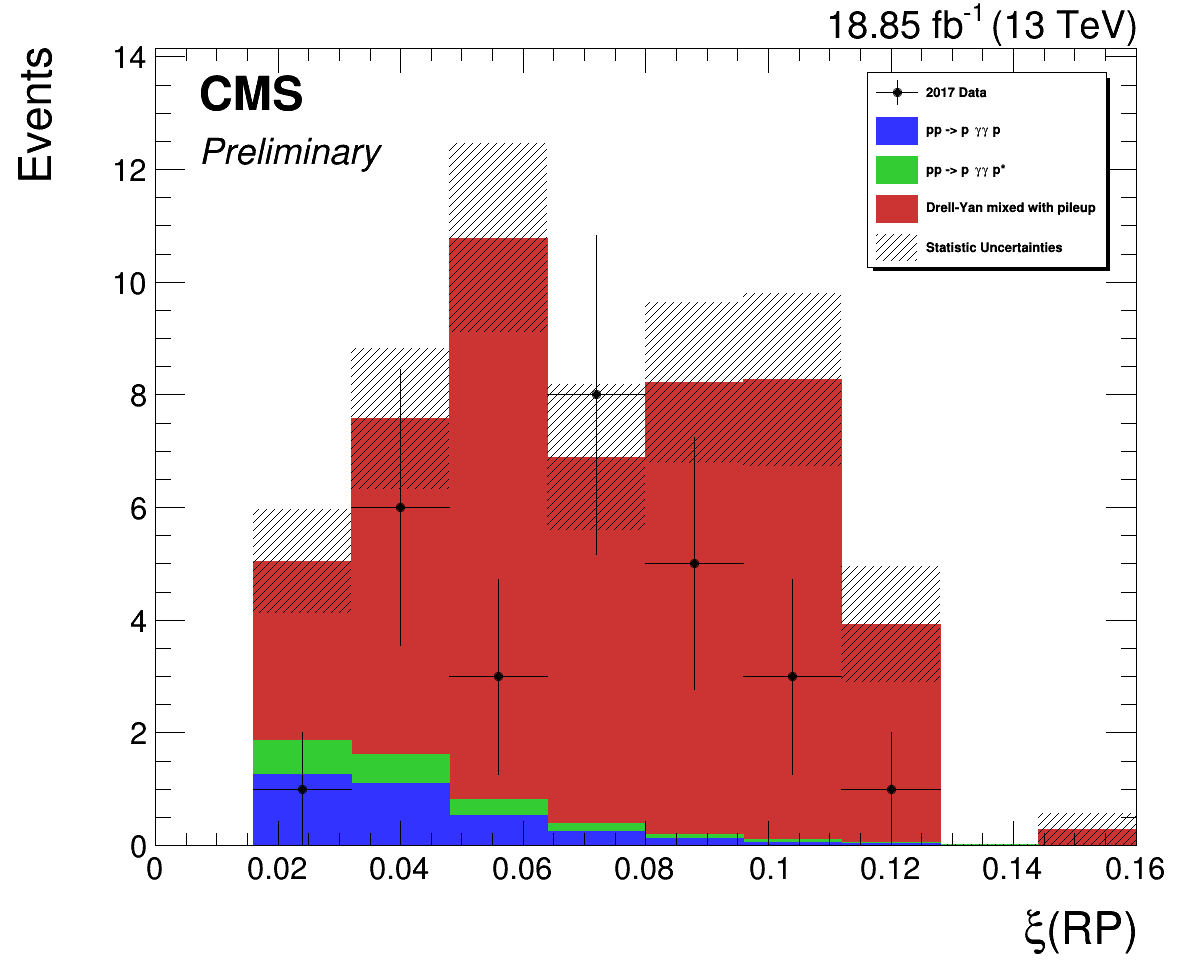 18.85 fb⁻¹ (13 TeV)
Events
CMS
Preliminary
2017 Data
pp -> p γγ p
pp -> p γγ p*
Drell-Yan mixed with pileup
Statistic Uncertainties
14
12
10
8
6
4
2
0
0 0.02 0.04 0.06 0.08 0.1 0.12 0.14 0.16
ξ(RP)